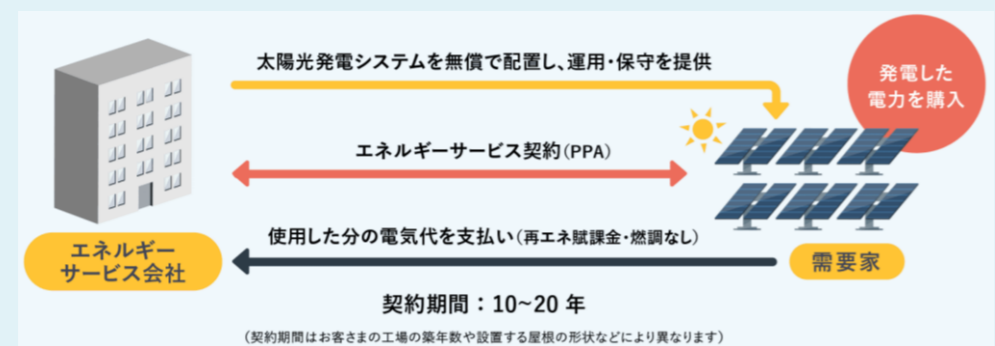 太陽光発電システムを無償で配置し、運用・保守を提供
発電した
電力を購入
エネルギーサービス契約（PPA）
使用した分の電気代を支払い（再エネ賦課金・燃調なし）
エネルギー
サービス会社
需要家
契約期間：10~20 年
（契約期間はお客さまの工場の築年数や設置する屋根の形状などにより異なります）